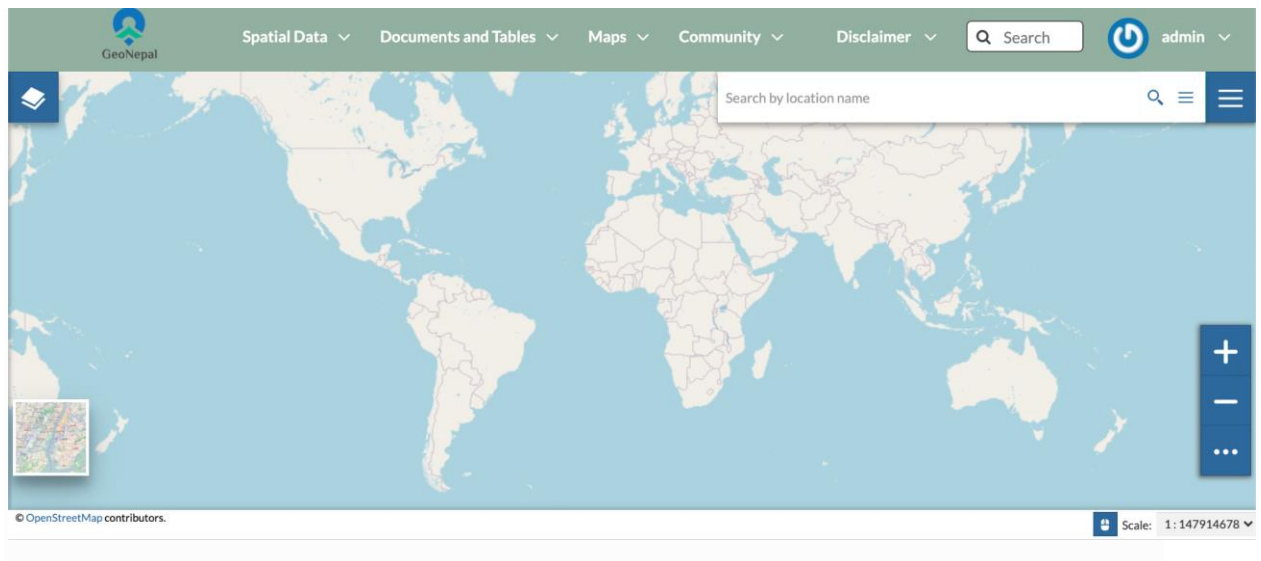 GeoNepal
Spatial Data
Documents and Tables
Maps
Community
Disclaimer
Search
admin
Search by location name
© OpenStreetMap contributors.
Scale: 1 : 147914678